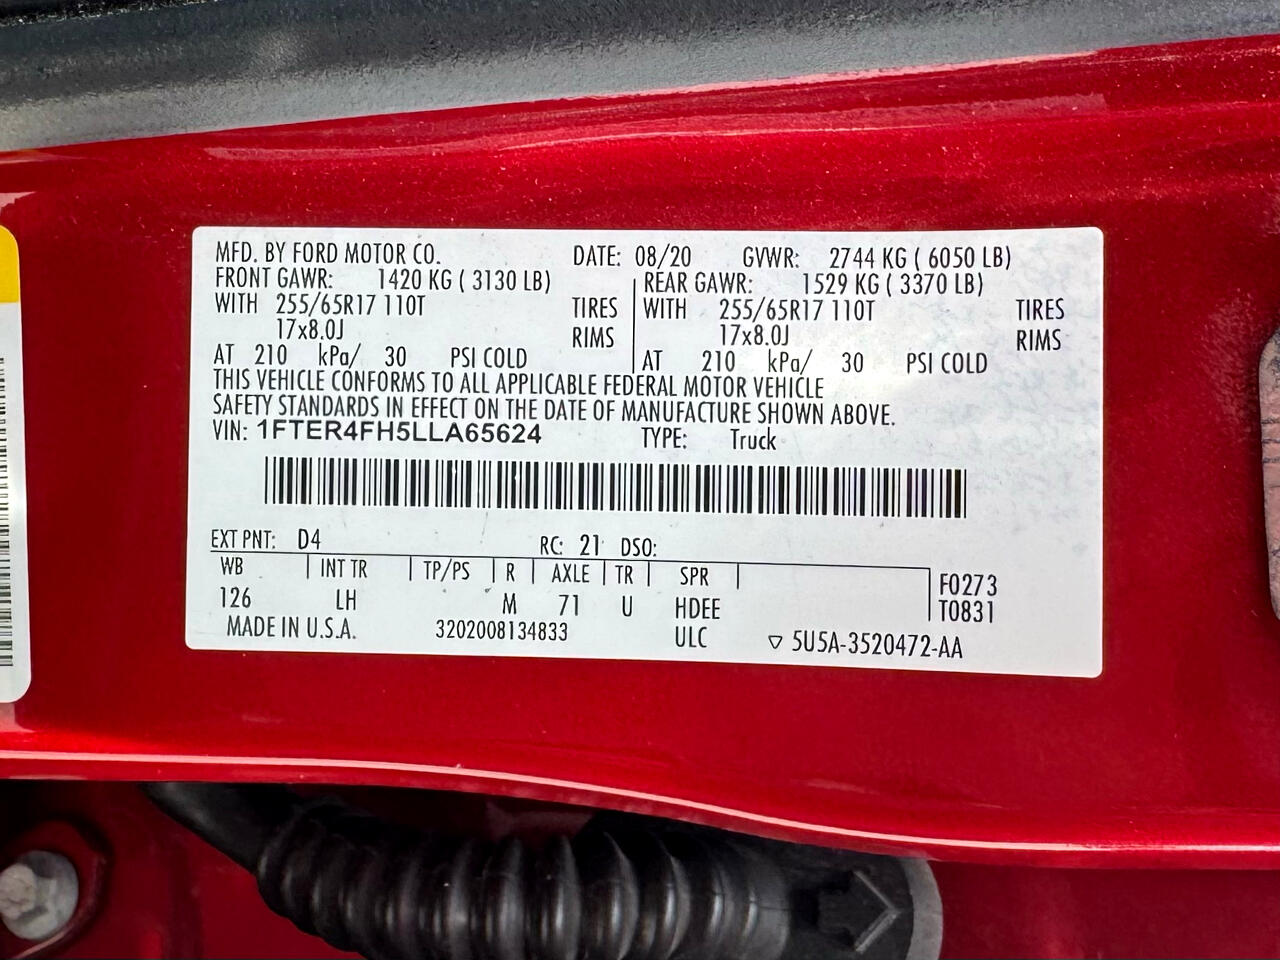 MFD. BY FORD MOTOR CO. DATE: 08/20 GVWR: 2744 KG ( 6050 LB)
FRONT GAWR: 1420 KG ( 3130 LB) REAR GAWR: 1529 KG ( 3370 LB)
WITH 255/65R17 110T TIRES WITH 255/65R17 110T TIRES
17x8.0J RIMS 17x8.0J RIMS
AT 210 kPa/ 30 PSI COLD AT 210 kPa/ 30 PSI COLD
THIS VEHICLE CONFORMS TO ALL APPLICABLE FEDERAL MOTOR VEHICLE
SAFETY STANDARDS IN EFFECT ON THE DATE OF MANUFACTURE SHOWN ABOVE.
VIN: 1FTER4FH5LLA65624 TYPE: Truck
EXT PNT: D4 RC: 21 DSO:
WB INT TR TP/PS R AXLE TR SPR F0273
126 LH M 71 U HDEE T0831
MADE IN U.S.A. 3202008134833 ULC ▽ 5U5A-3520472-AA